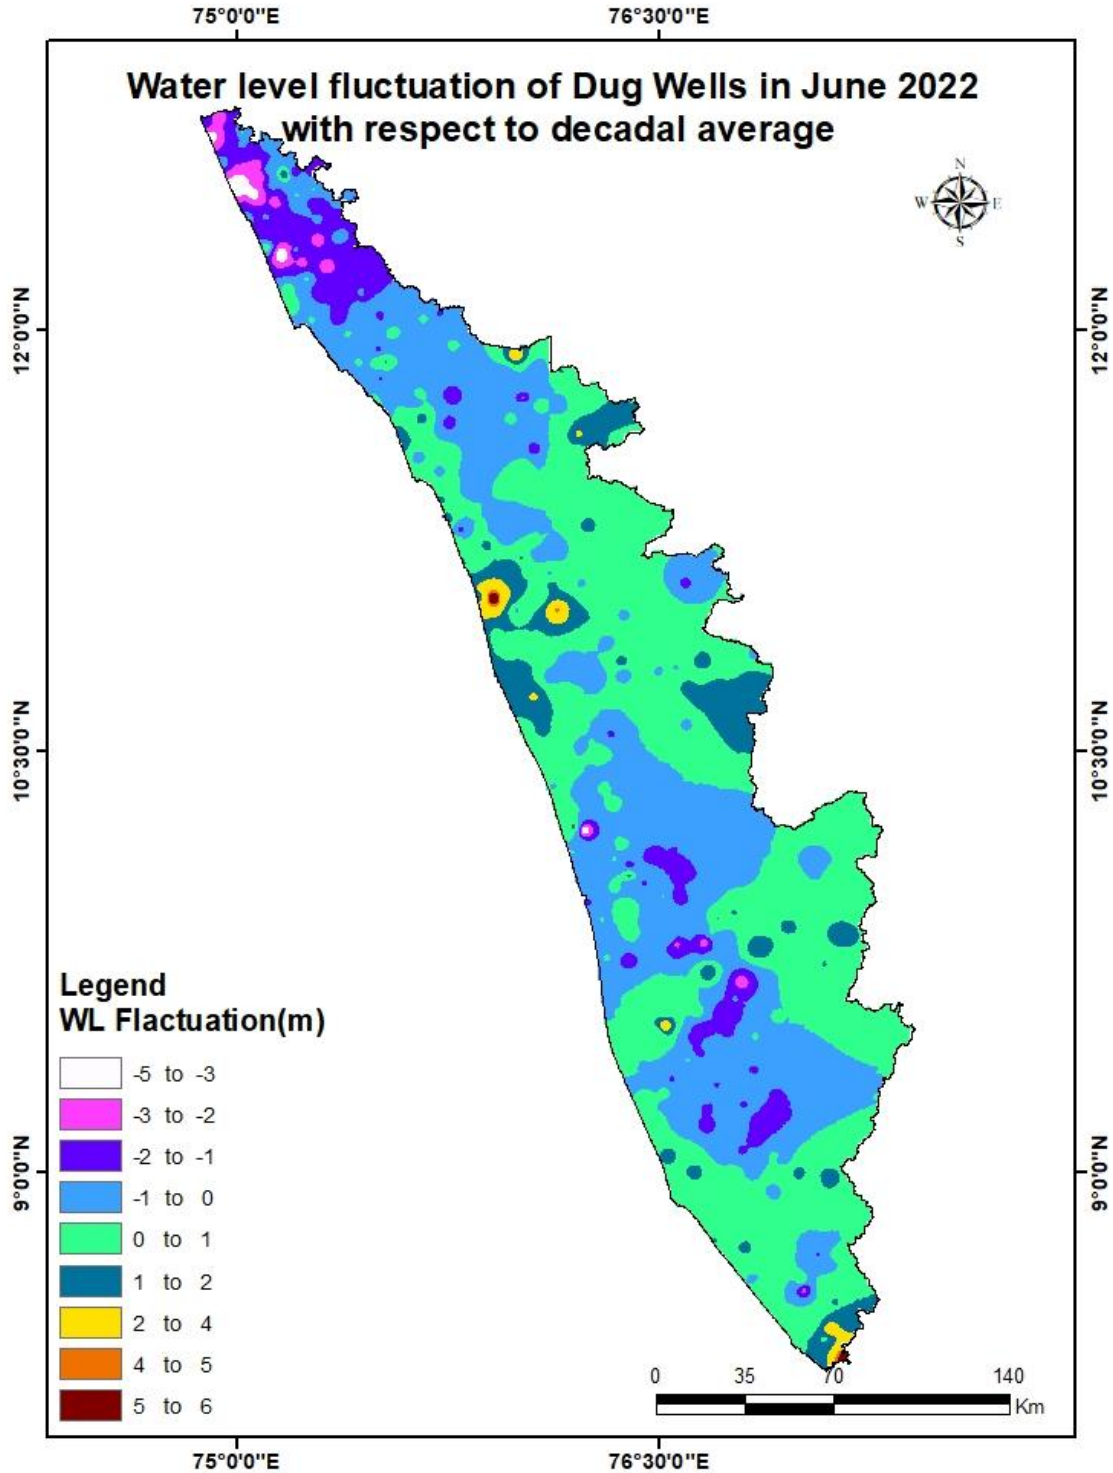 75°0'0"E 76°30'0"E
Water level fluctuation of Dug Wells in June 2022
with respect to decadal average
N
W E
S
12°0'0"N 12°0'0"N
10°30'0"N 10°30'0"N
Legend
WL Flactuation(m)
-5 to -3
-3 to -2
-2 to -1
-1 to 0
0 to 1
1 to 2
2 to 4
4 to 5
5 to 6
9°0'0"N 9°0'0"N
0 35 70 140
Km
75°0'0"E 76°30'0"E